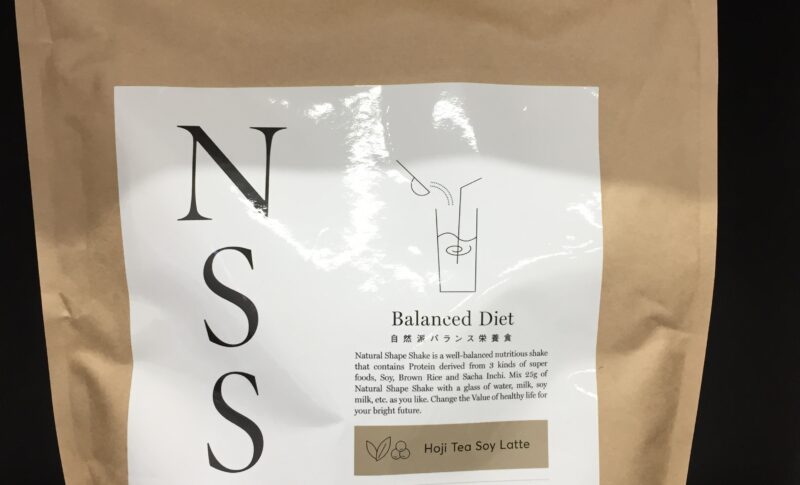 N
S
S
Balanced Diet
自然派バランス栄養食
Natural Shape Shake is a well-balanced nutritious shake
that contains Protein derived from 3 kinds of super
foods, Soy, Brown Rice and Sacha Inchi. Mix 25g of
Natural Shape Shake with a glass of water, milk, soy
milk, etc. as you like. Change the Value of healthy life for
your bright future.
Hoji Tea Soy Latte